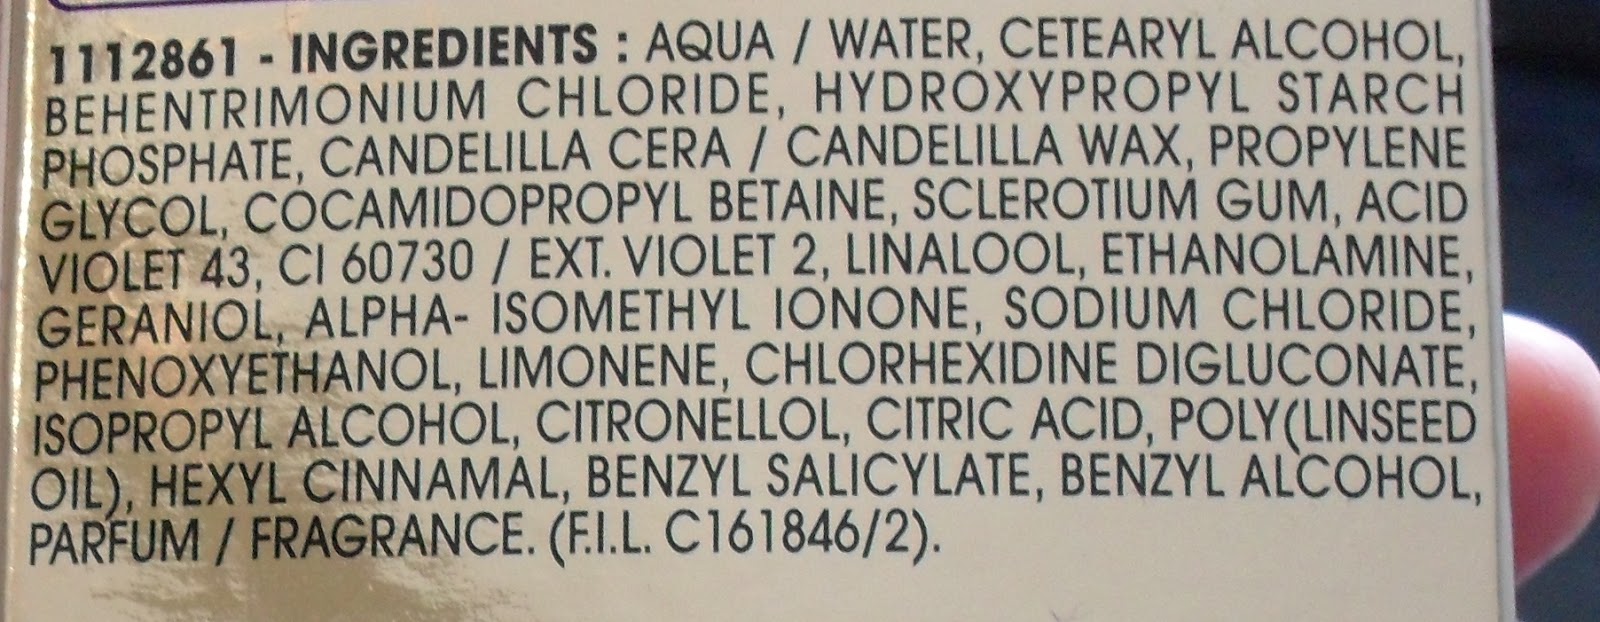 1112861 - INGREDIENTS : AQUA / WATER, CETEARYL ALCOHOL,
BEHENTRIMONIUM CHLORIDE, HYDROXYPROPYL STARCH
PHOSPHATE, CANDELILLA CERA / CANDELILLA WAX, PROPYLENE
GLYCOL, COCAMIDOPROPYL BETAINE, SCLEROTIUM GUM, ACID
VIOLET 43, CI 60730 / EXT. VIOLET 2, LINALOOL, ETHANOLAMINE,
GERANIOL, ALPHA- ISOMETHYL IONONE, SODIUM CHLORIDE,
PHENOXYETHANOL, LIMONENE, CHLORHEXIDINE DIGLUCONATE,
ISOPROPYL ALCOHOL, CITRONELLOL, CITRIC ACID, POLY(LINSEED
OIL), HEXYL CINNAMAL, BENZYL SALICYLATE, BENZYL ALCOHOL,
PARFUM / FRAGRANCE. (F.I.L. C161846/2).